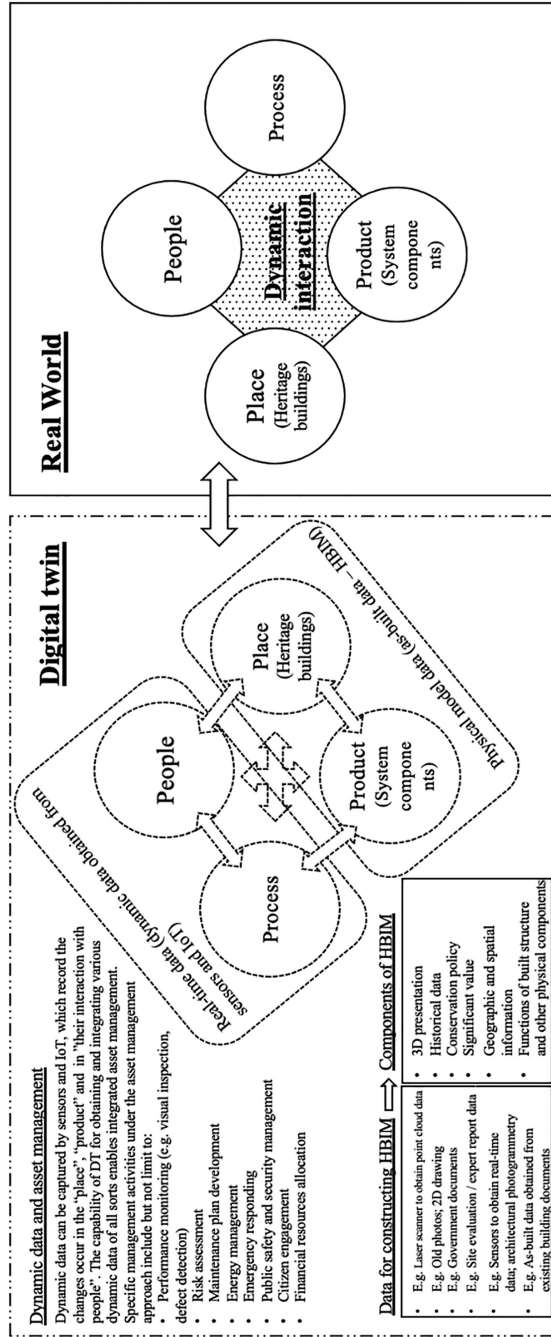 Digital twin
Real World
Dynamic data and asset management
Dynamic data can be captured by sensors and IoT, which record the
changes occur in the “place”, “product” and in “their interaction with
people”. The capability of DT for obtaining and integrating various
dynamic data of all sorts enables integrated asset management.
Specific management activities under the asset management
approach include but not limit to:
• Performance monitoring (e.g. visual inspection,
defect detection)
• Risk assessment
• Maintenance plan development
• Energy management
• Emergency responding
• Public safety and security management
• Citizen engagement
• Financial resources allocation
Real-time data (dynamic data obtained from
sensors and IoT)
People
Process
Place
(Heritage
buildings)
Product
(System
compone
nts)
Physical model data (as-built data – HBIM)
Data for constructing HBIM
• E.g. Laser scanner to obtain point cloud data
• E.g. Old photos; 2D drawing
• E.g. Government documents
• E.g. Site evaluation / expert report data
• E.g. Sensors to obtain real-time
data; architectural photogrammetry
• E.g. As-built data obtained from
existing building documents
Components of HBIM
• 3D presentation
• Historical data
• Conservation policy
• Significant value
• Geographic and spatial
information
• Functions of built structure
and other physical components
People
Place
(Heritage
buildings)
Dynamic
interaction
Process
Product
(System
compone
nts)